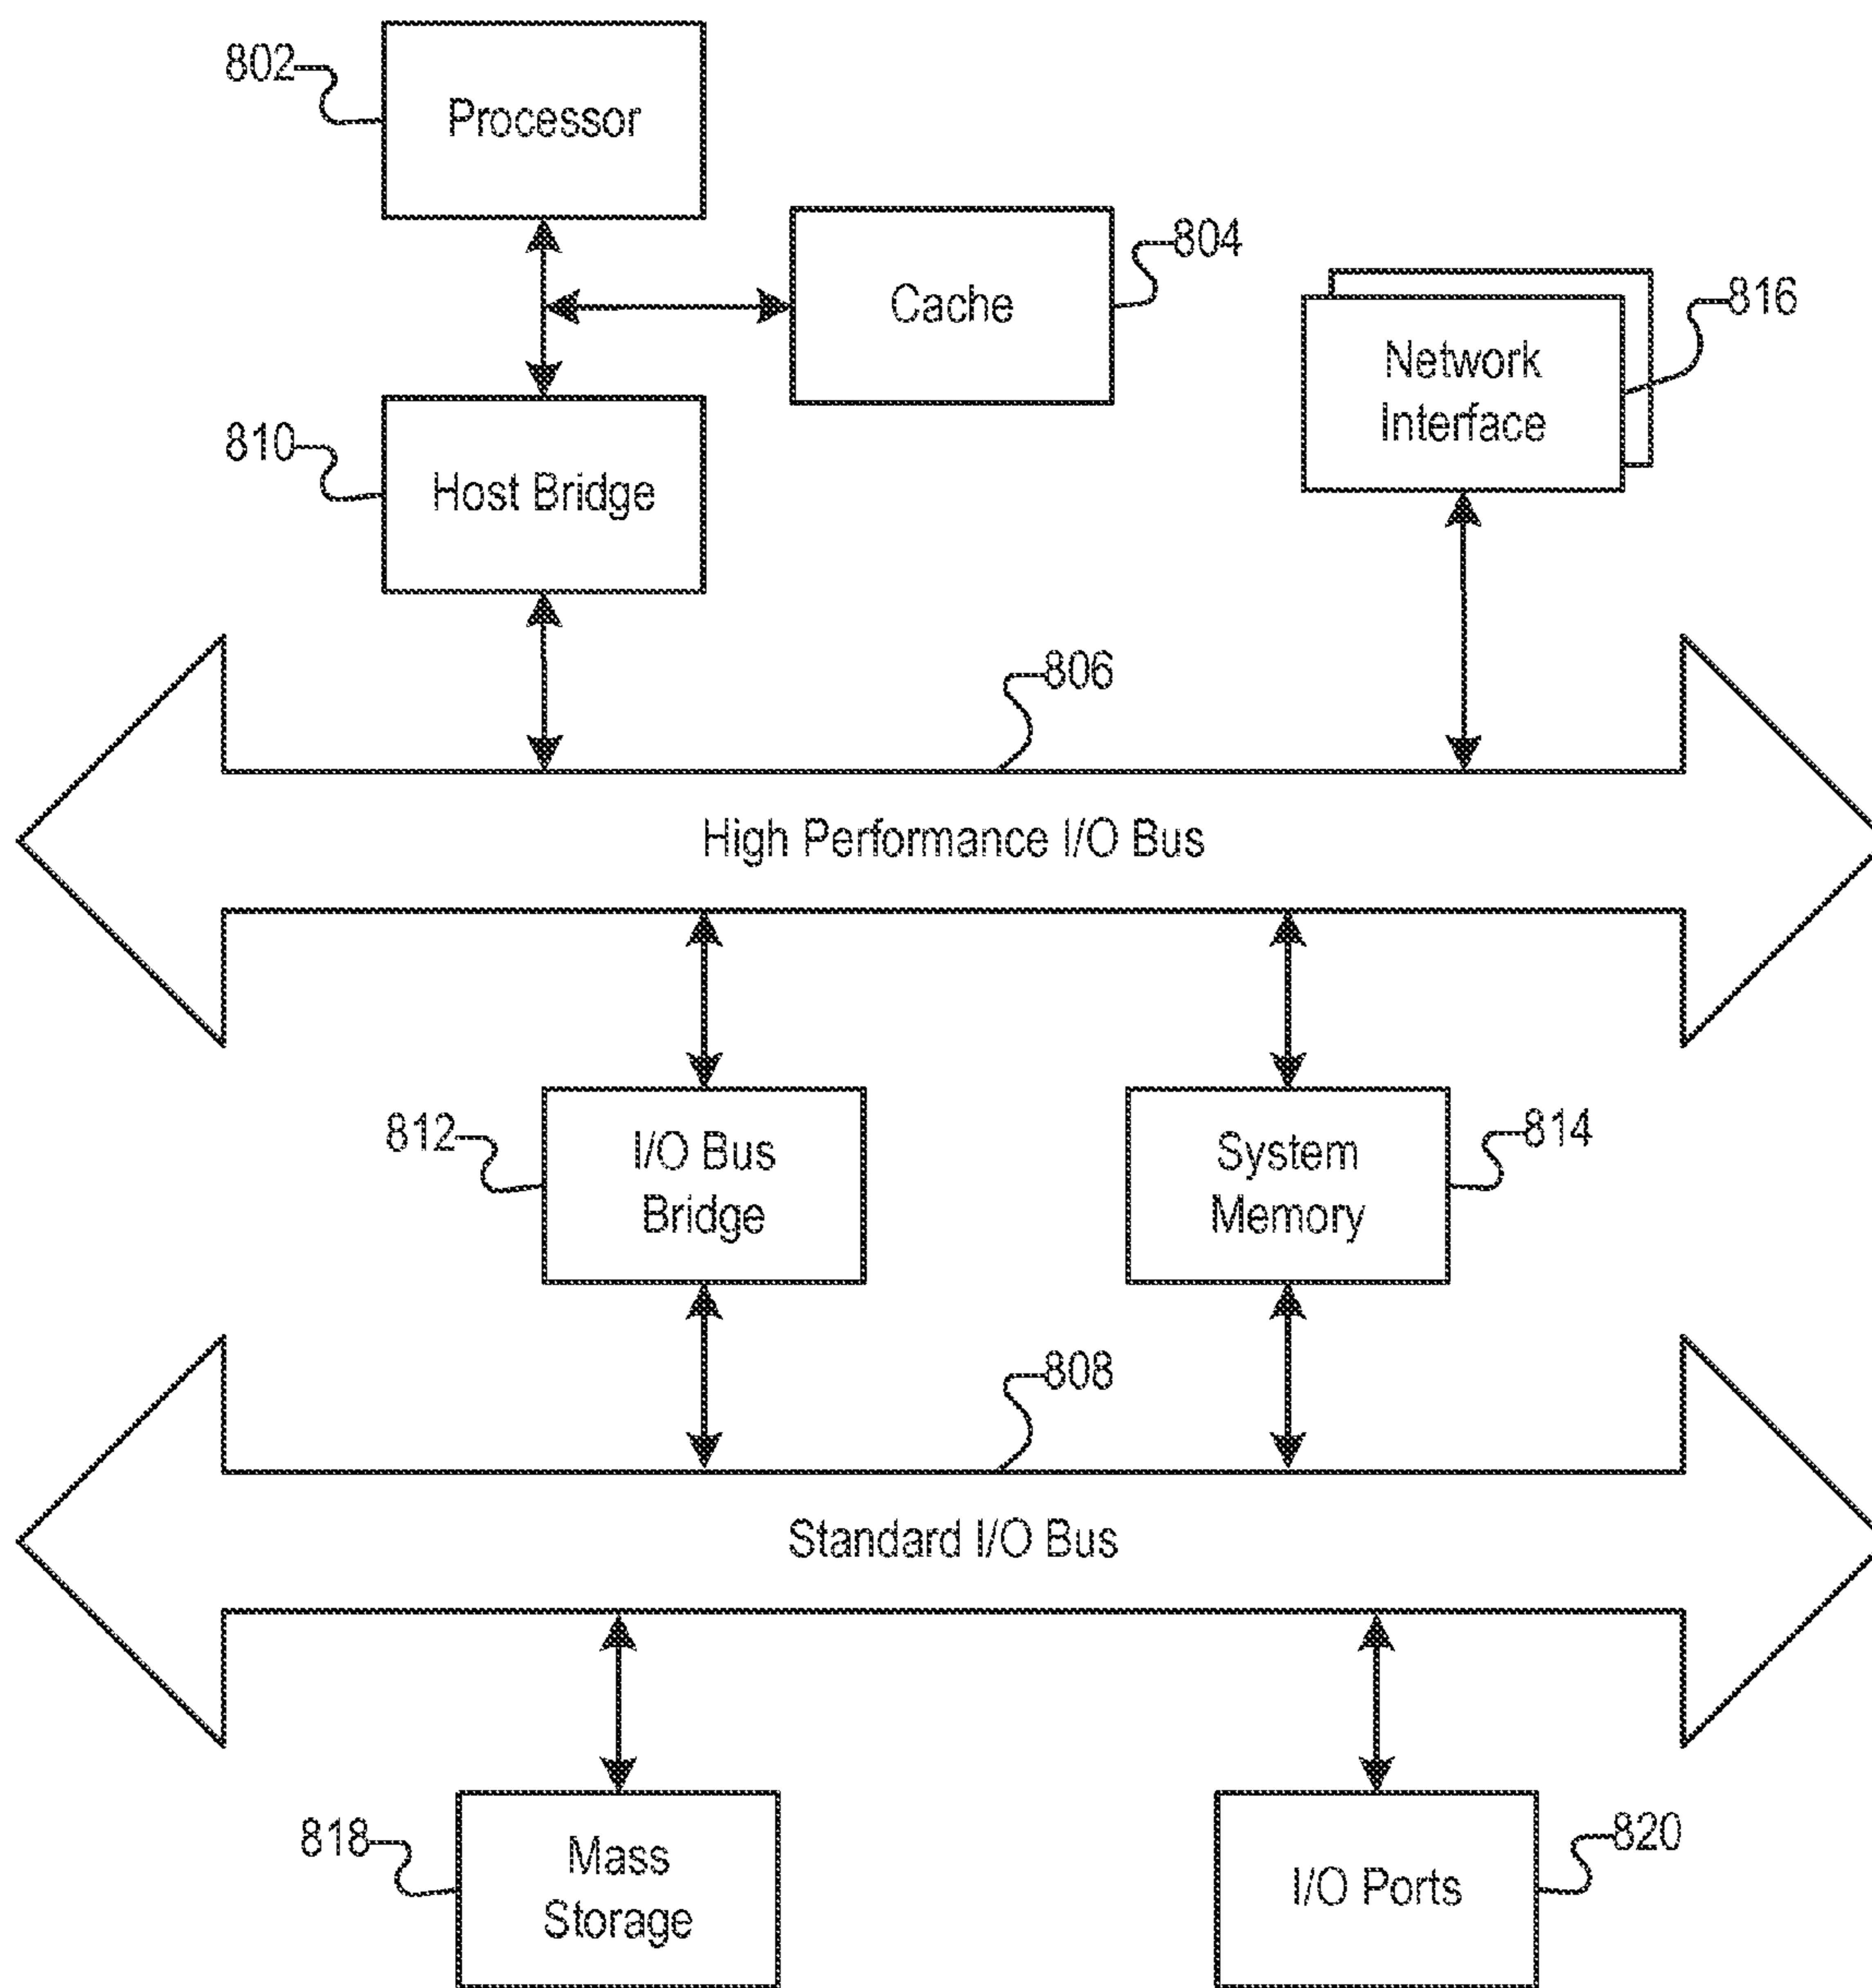 802
Processor
804
Cache
816
Network
Interface
810
Host Bridge
806
High Performance I/O Bus
812
I/O Bus
Bridge
814
System
Memory
808
Standard I/O Bus
818
Mass
Storage
820
I/O Ports